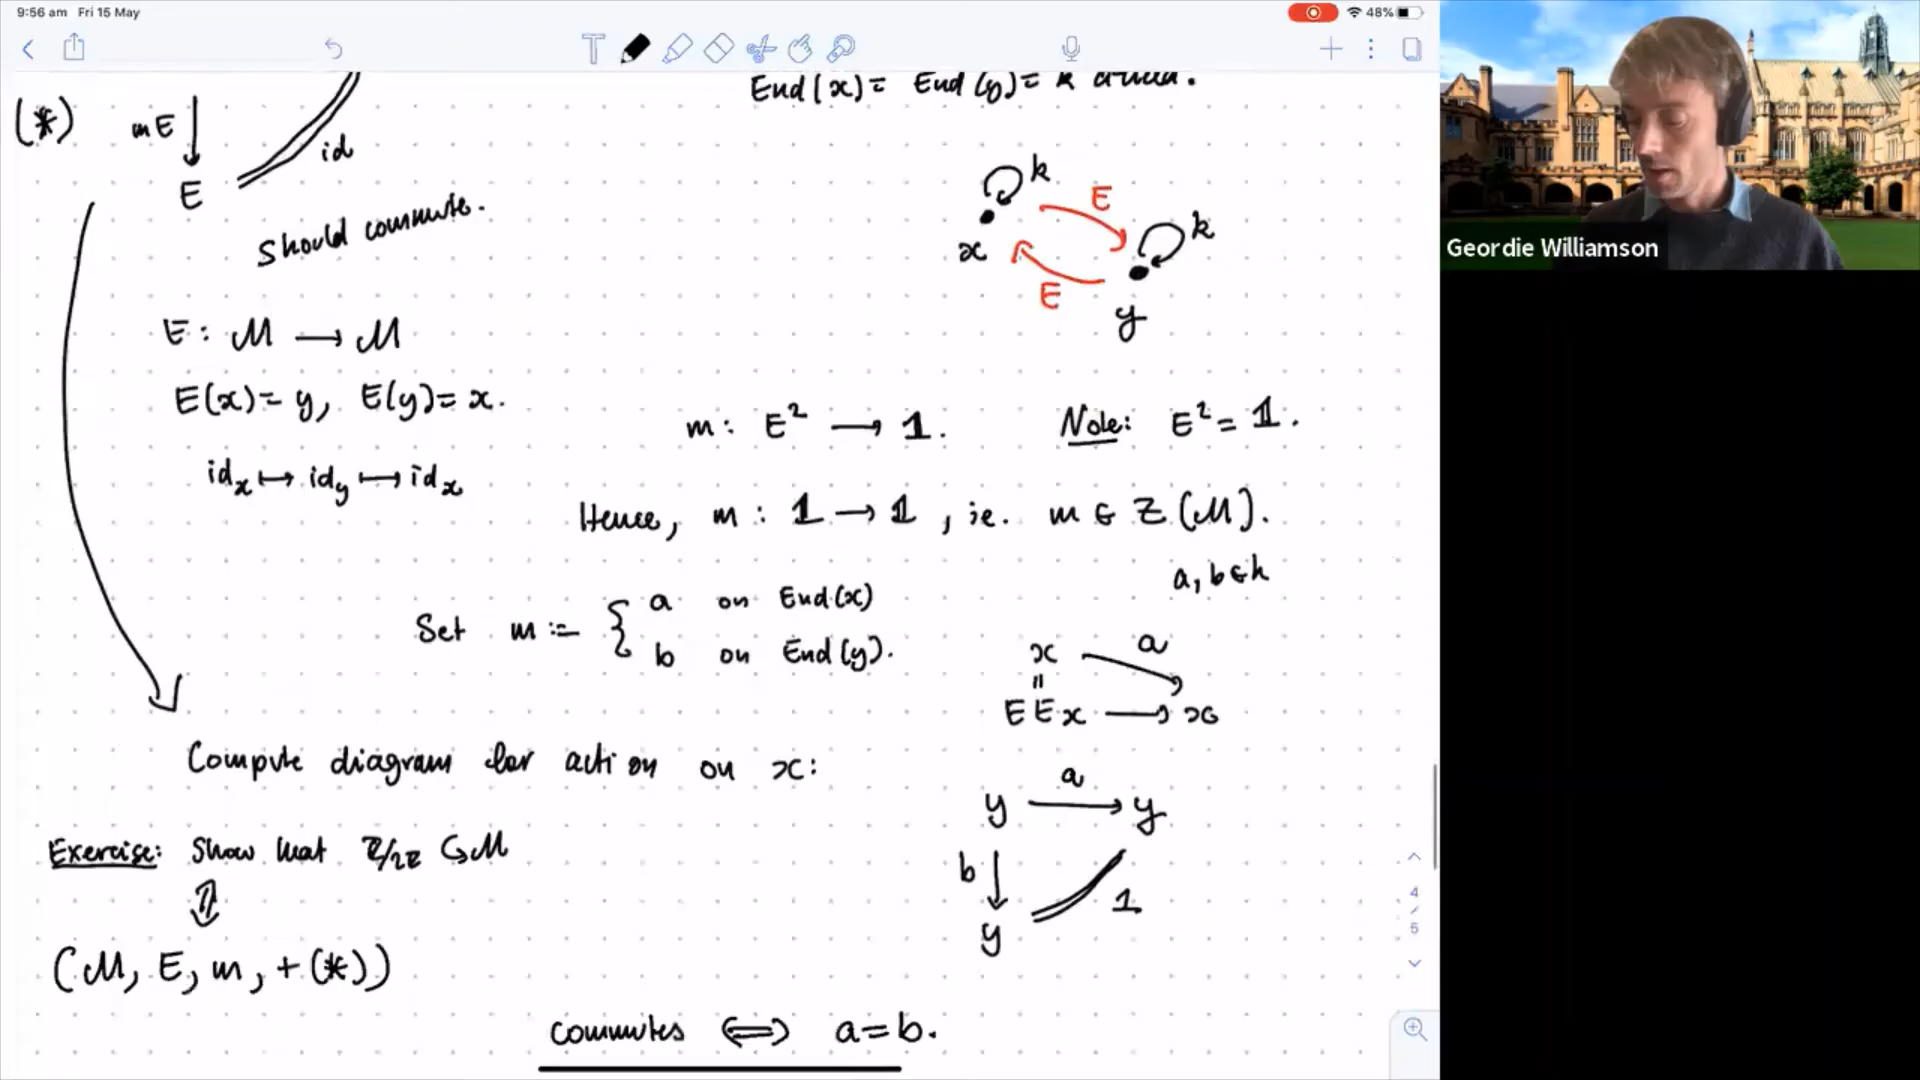 9:56 am Fri 15 May
48%
End(x) = End(y) = k
(*)
mE
id
E
should commute.
k
E
x
k
E
y
E : M → M
E(x) = y, E(y) = x.
id_x ↦ id_y ↦ id_x
m : E² → 𝟙.
Note: E² = 𝟙.
Hence, m : 𝟙 → 𝟙, ie. m ∈ Z(M).
a, b ∈ k
Set m := { a on End(x)
b on End(y).
x
a
=
EEx → x
Compute diagram for action on x:
a
y → y
b
1
y
Exercise: Show that ℤ/2ℤ ↻ M
⇕
(M, E, m, + (*))
commutes ⟺ a = b.
Geordie Williamson
4
/
5